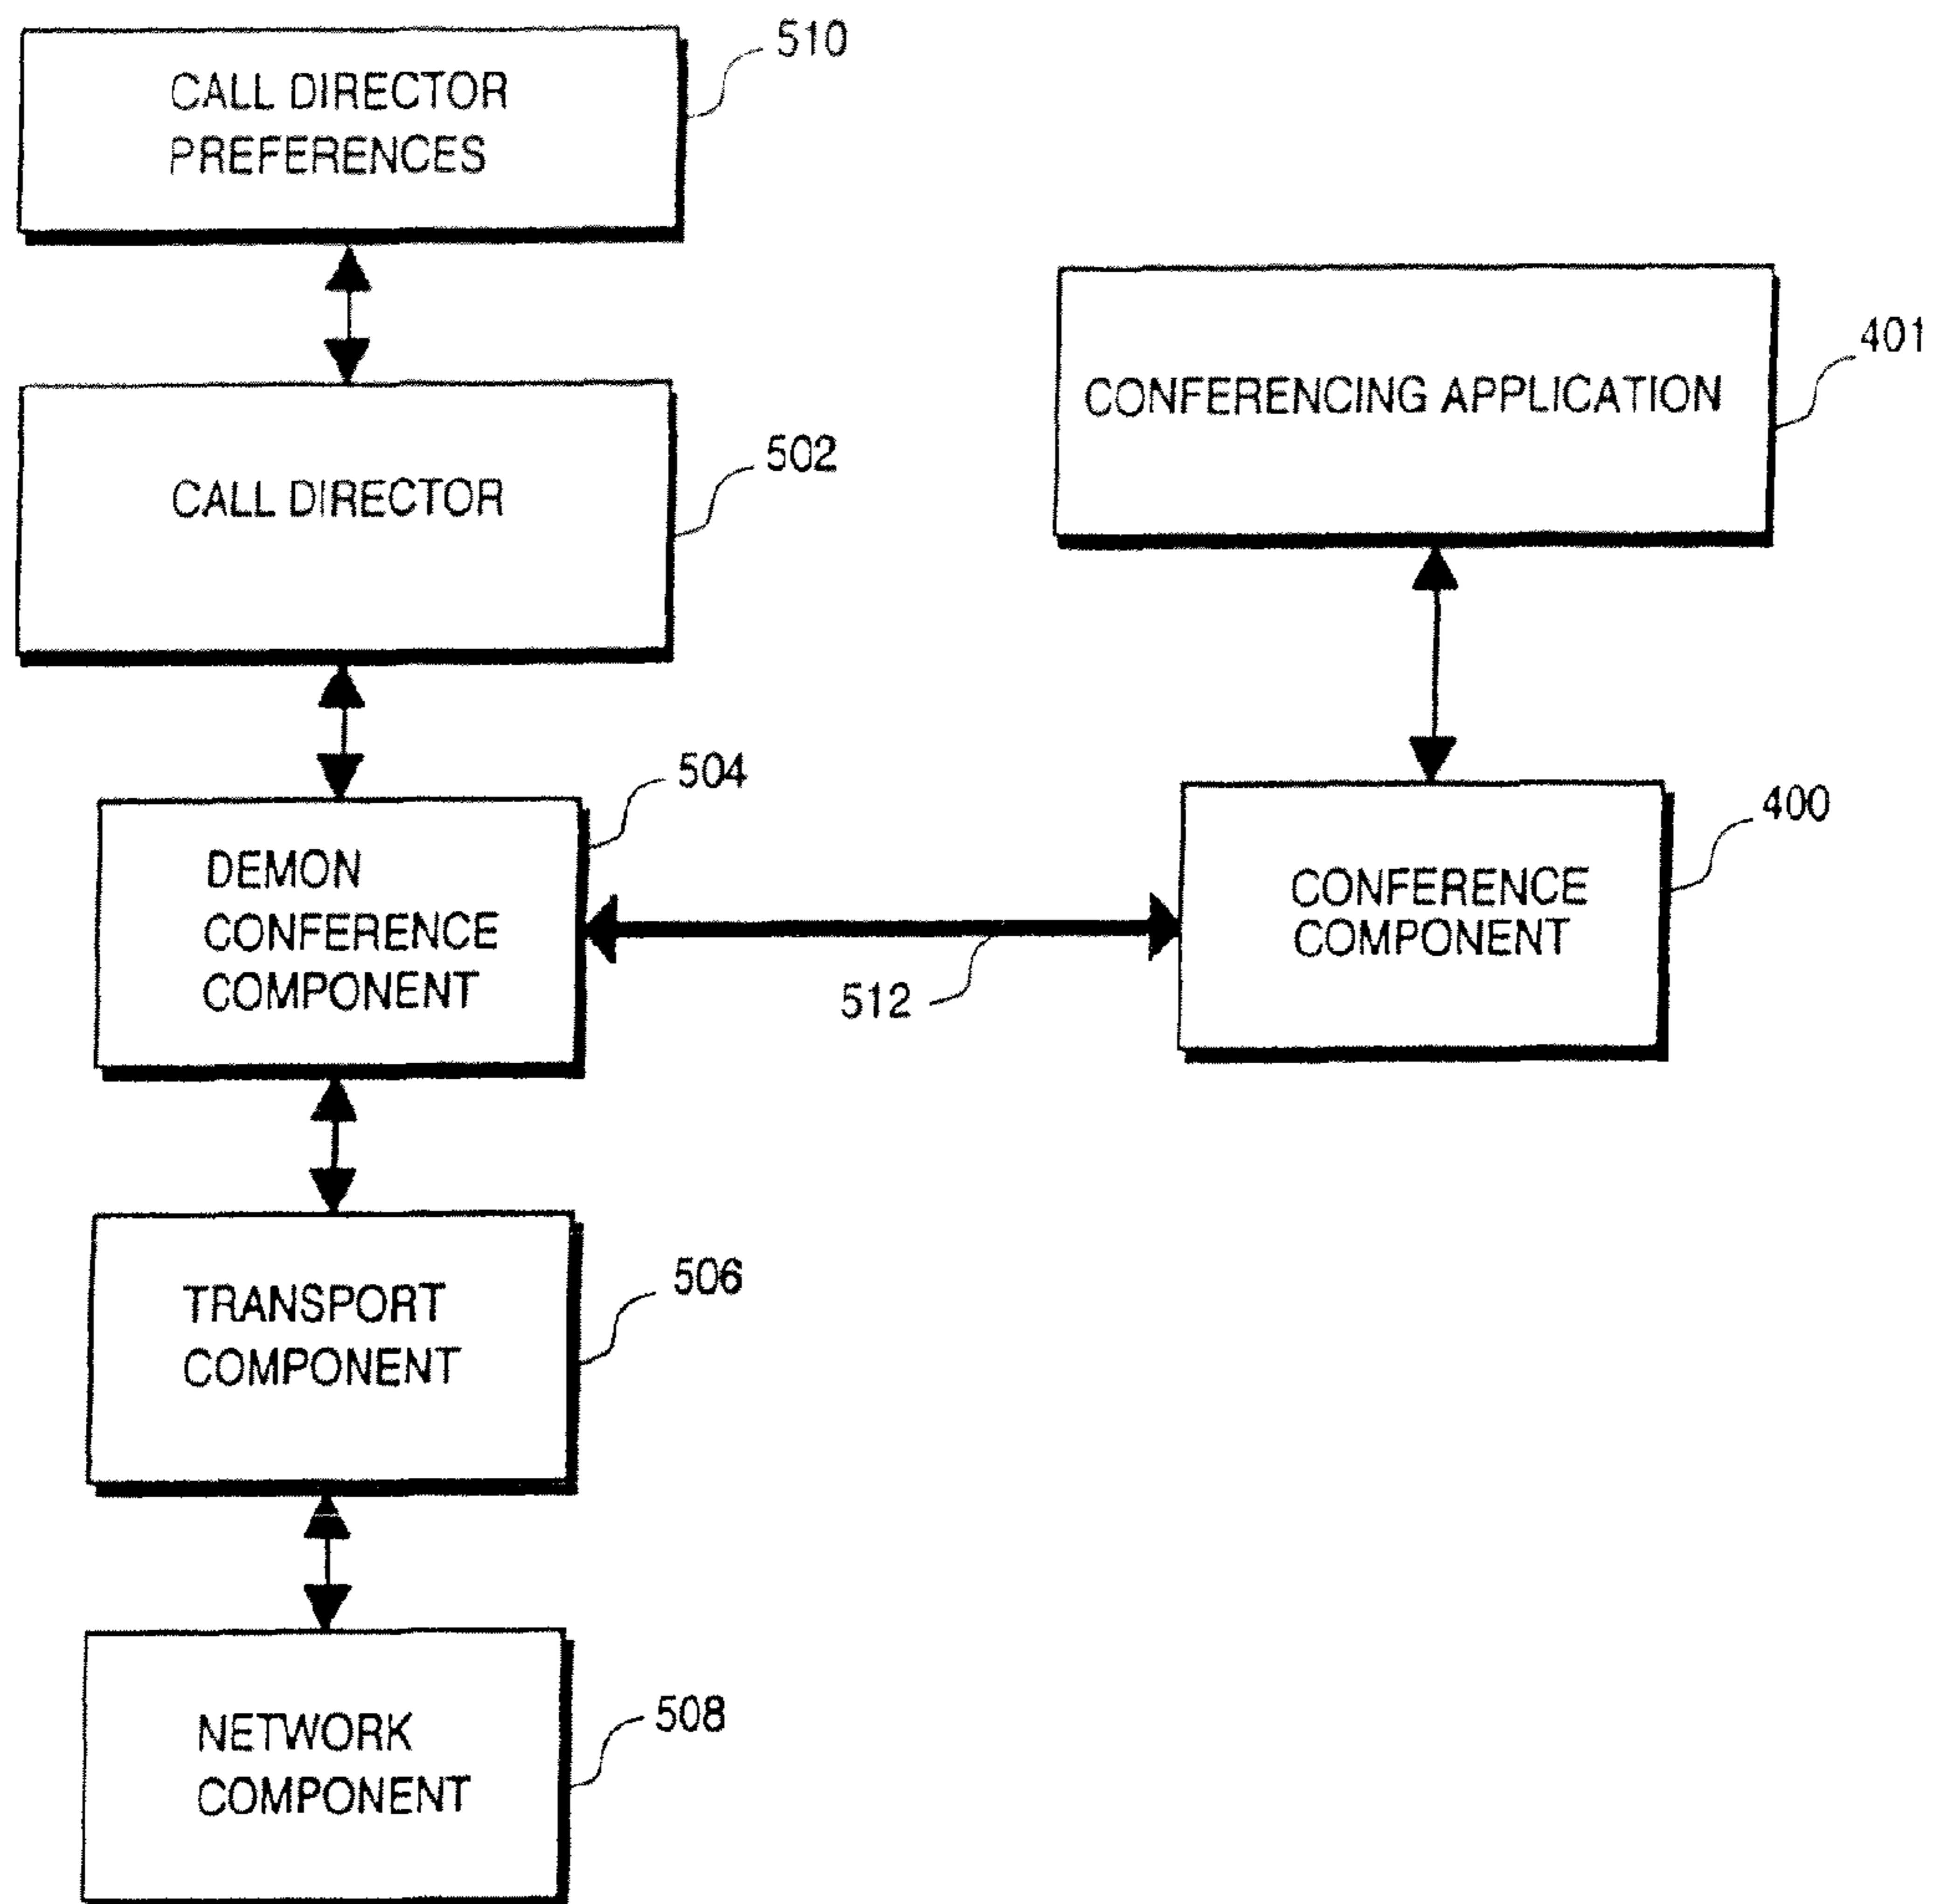 510
CALL DIRECTOR
PREFERENCES
401
CONFERENCING APPLICATION
502
CALL DIRECTOR
504
400
DEMON
CONFERENCE
COMPONENT
CONFERENCE
COMPONENT
512
506
TRANSPORT
COMPONENT
508
NETWORK
COMPONENT